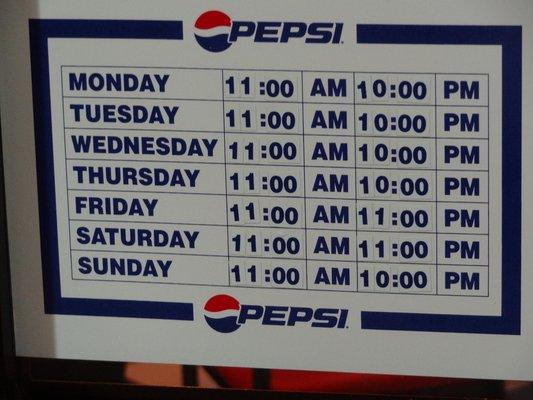 PEPSI
MONDAY 11:00 AM 10:00 PM
TUESDAY 11:00 AM 10:00 PM
WEDNESDAY 11:00 AM 10:00 PM
THURSDAY 11:00 AM 10:00 PM
FRIDAY 11:00 AM 11:00 PM
SATURDAY 11:00 AM 11:00 PM
SUNDAY 11:00 AM 10:00 PM
PEPSI